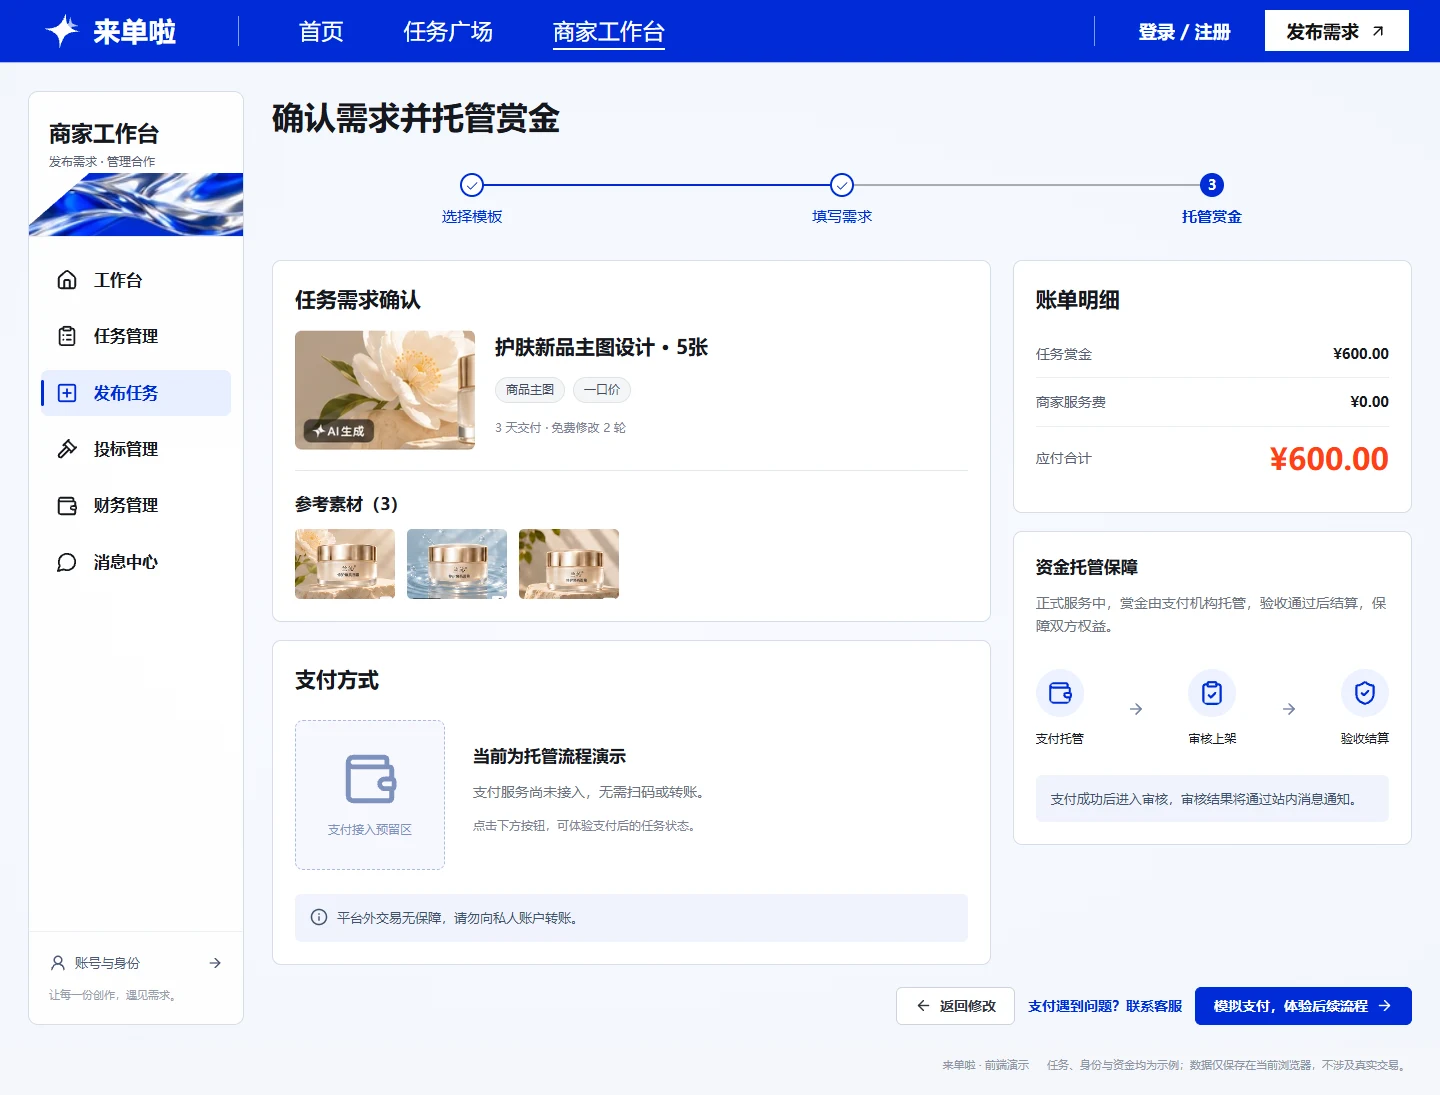 来单啦
首页
任务广场
商家工作台
登录 / 注册
发布需求
商家工作台
发布需求 · 管理合作
工作台
任务管理
发布任务
投标管理
财务管理
消息中心
账号与身份
让每一份创作，遇见需求。
确认需求并托管赏金
选择模板
填写需求
3
托管赏金
任务需求确认
AI生成
护肤新品主图设计 • 5张
商品主图
一口价
3 天交付 · 免费修改 2 轮
参考素材（3）
支付方式
支付接入预留区
当前为托管流程演示
支付服务尚未接入，无需扫码或转账。
点击下方按钮，可体验支付后的任务状态。
平台外交易无保障，请勿向私人账户转账。
账单明细
任务赏金
¥600.00
商家服务费
¥0.00
应付合计
¥600.00
资金托管保障
正式服务中，赏金由支付机构托管，验收通过后结算，保
障双方权益。
支付托管
审核上架
验收结算
支付成功后进入审核，审核结果将通过站内消息通知。
返回修改
支付遇到问题？联系客服
模拟支付，体验后续流程
来单啦 · 前端演示
任务、身份与资金均为示例；数据仅保存在当前浏览器，不涉及真实交易。